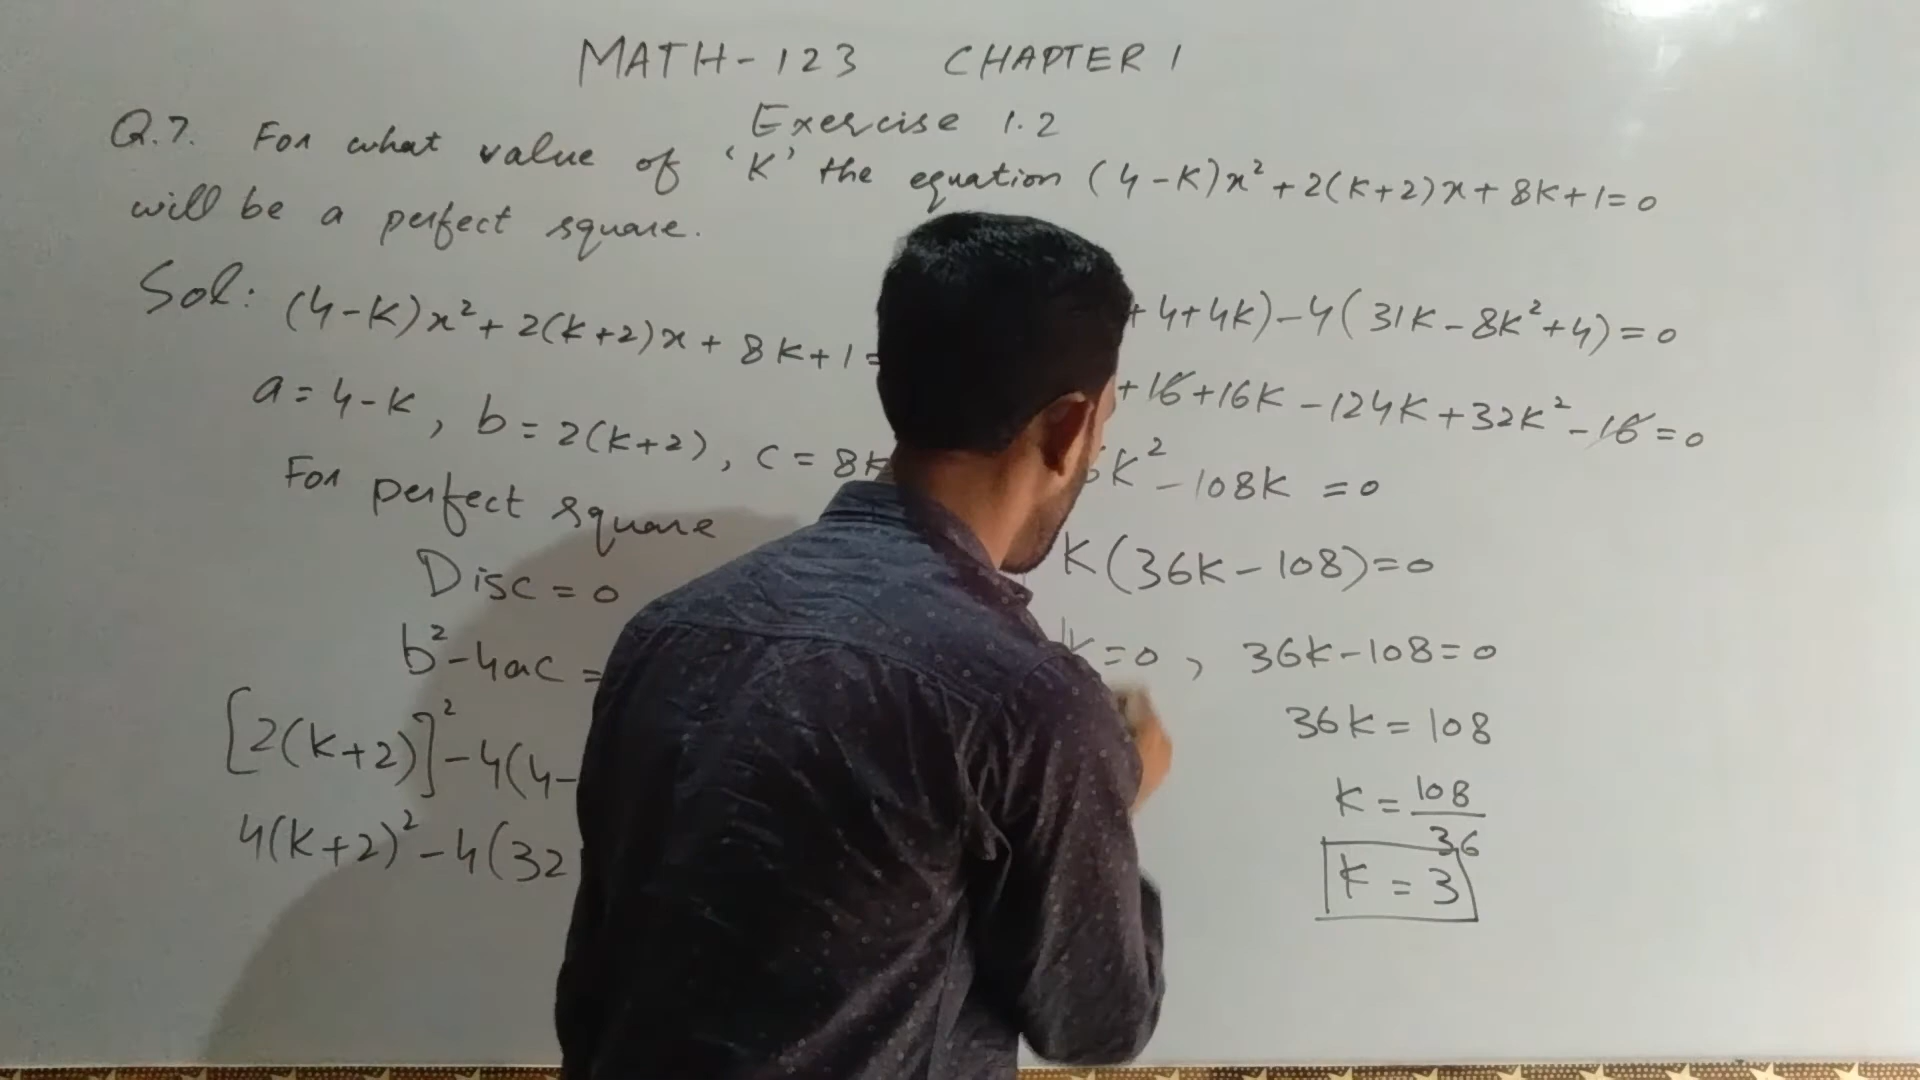 MATH-123 CHAPTER 1
Exercise 1.2
Q.7. For what value of 'K' the equation (4-K)x²+2(K+2)x+8K+1=0
will be a perfect square.
Sol: (4-K)x²+2(K+2)x+8K+1=
a=4-K, b=2(K+2), C=8K
For perfect square
Disc=0
b²-4ac=
[2(K+2)]²-4(4-
4(K+2)²-4(32
+4+4K)-4(31K-8K²+4)=0
+16+16K-124K+32K²-16=0
6K²-108K=0
K(36K-108)=0
K=0, 36K-108=0
36K=108
K=108/36
K=3